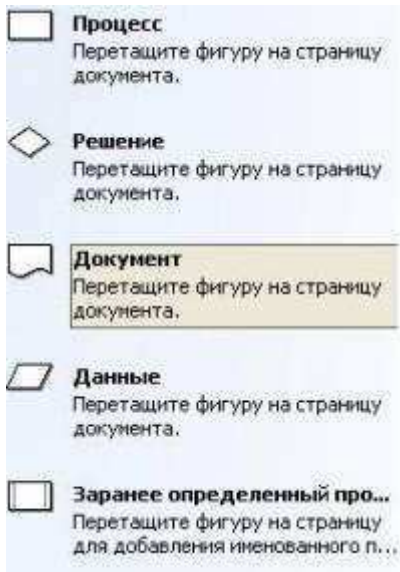 Процесс
Перетащите фигуру на страницу
документа.
Решение
Перетащите фигуру на страницу
документа.
Документ
Перетащите фигуру на страницу
документа.
Данные
Перетащите фигуру на страницу
документа.
Заранее определенный про...
Перетащите фигуру на страницу
для добавления именованного п...